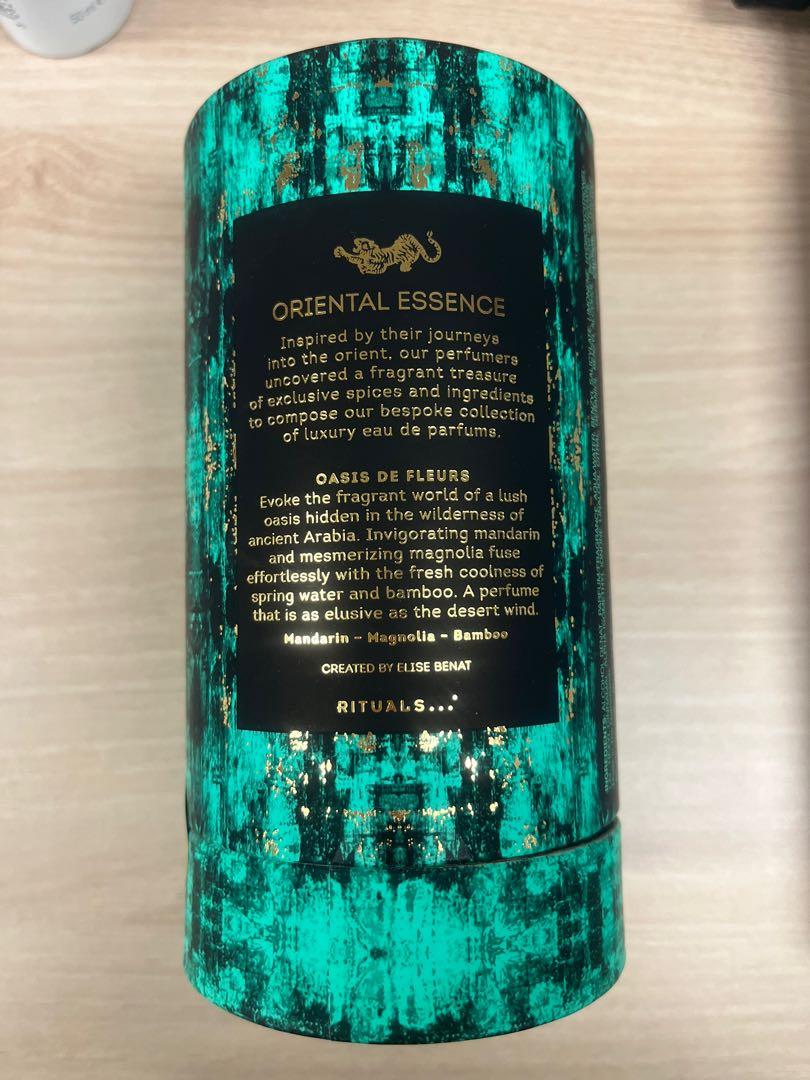 ORIENTAL ESSENCE
Inspired by their journeys
into the orient, our perfumers
uncovered a fragrant treasure
of exclusive spices and ingredients
to compose our bespoke collection
of luxury eau de parfums.
OASIS DE FLEURS
Evoke the fragrant world of a lush
oasis hidden in the wilderness of
ancient Arabia. Invigorating mandarin
and mesmerizing magnolia fuse
effortlessly with the fresh coolness of
spring water and bamboo. A perfume
that is as elusive as the desert wind.
Mandarin - Magnolia - Bamboo
CREATED BY ELISE BENAT
RITUALS...